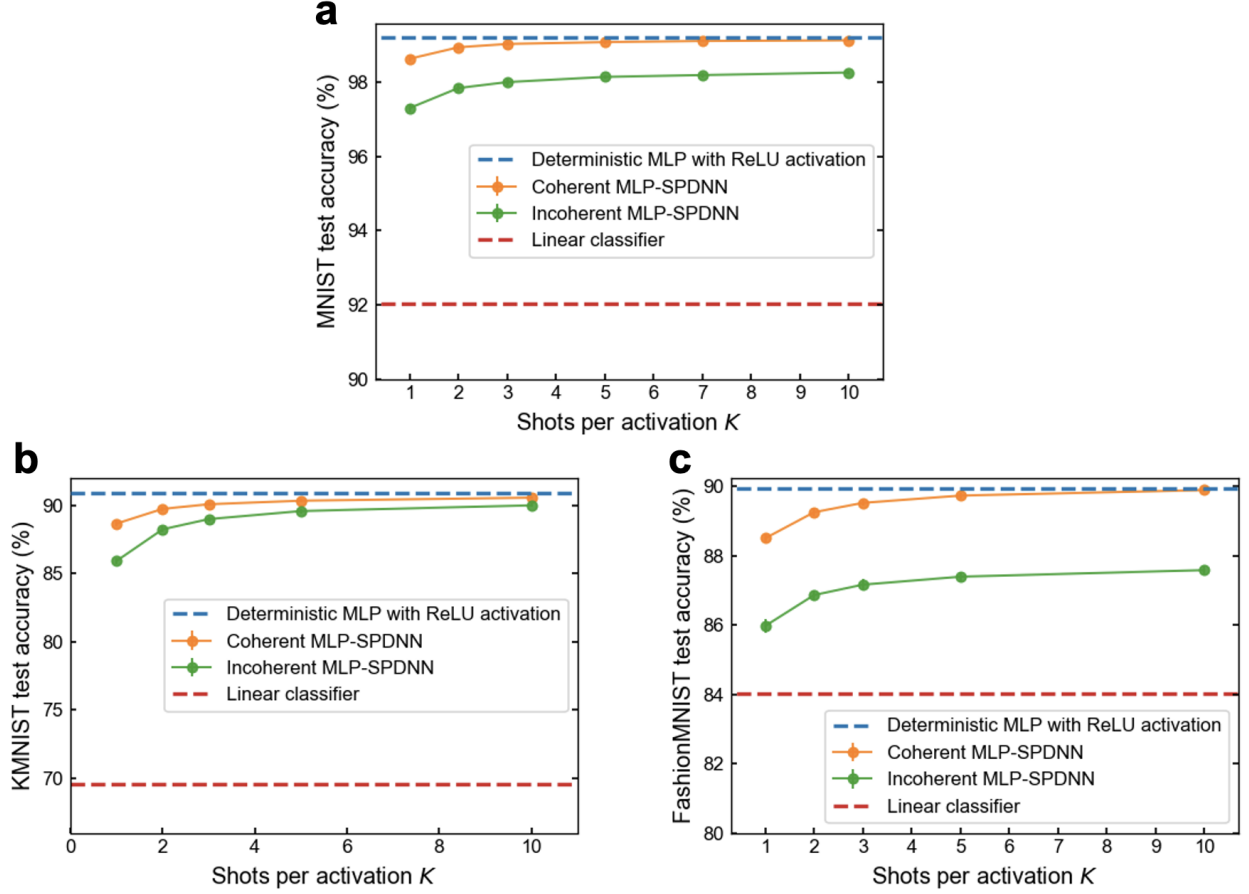 a
MNIST test accuracy (%)
98
96
94
92
90
Deterministic MLP with ReLU activation
Coherent MLP-SPDNN
Incoherent MLP-SPDNN
Linear classifier
1 2 3 4 5 6 7 8 9 10
Shots per activation K
b
KMNIST test accuracy (%)
90
85
80
75
70
Deterministic MLP with ReLU activation
Coherent MLP-SPDNN
Incoherent MLP-SPDNN
Linear classifier
0 2 4 6 8 10
Shots per activation K
c
FashionMNIST test accuracy (%)
90
88
86
84
82
80
Deterministic MLP with ReLU activation
Coherent MLP-SPDNN
Incoherent MLP-SPDNN
Linear classifier
1 2 3 4 5 6 7 8 9 10
Shots per activation K